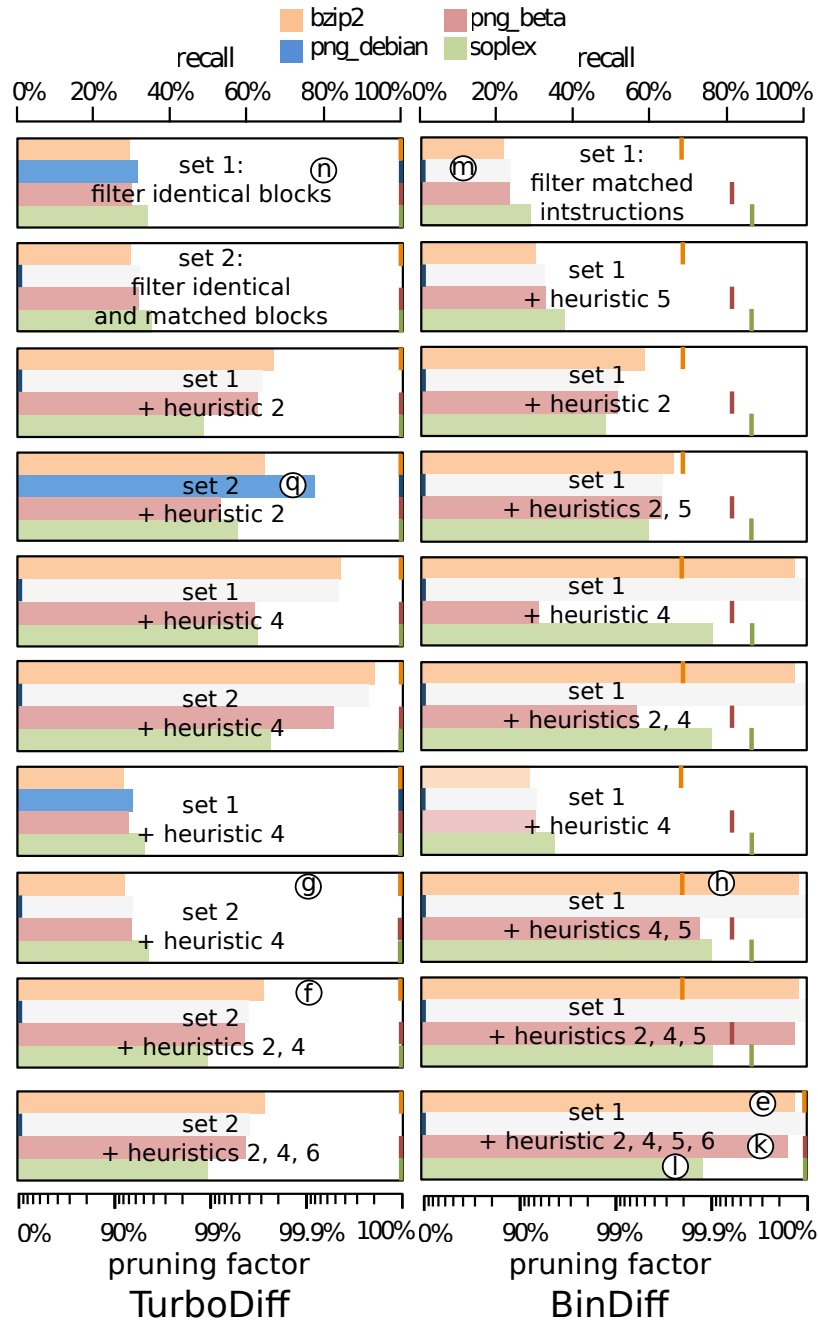 bzip2
png_beta
png_debian
soplex
recall
recall
0%
20%
40%
60%
80%
100%
0%
20%
40%
60%
80%
100%
set 1:
filter identical blocks
n
set 1:
filter matched
intstructions
m
set 2:
filter identical
and matched blocks
set 1
+ heuristic 5
set 1
+ heuristic 2
set 1
+ heuristic 2
set 2
+ heuristic 2
q
set 1
+ heuristics 2, 5
set 1
+ heuristic 4
set 1
+ heuristic 4
set 2
+ heuristic 4
set 1
+ heuristics 2, 4
set 1
+ heuristic 4
set 1
+ heuristic 4
set 2
+ heuristic 4
g
set 1
+ heuristics 4, 5
h
set 2
+ heuristics 2, 4
f
set 1
+ heuristics 2, 4, 5
set 2
+ heuristics 2, 4, 6
set 1
+ heuristic 2, 4, 5, 6
e
k
l
0%
90%
99%
99.9%
100%
0%
90%
99%
99.9%
100%
pruning factor
pruning factor
TurboDiff
BinDiff